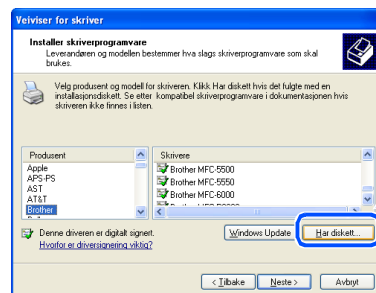 Veiviser for skriver
Installer skriverprogramvare
Leverandøren og modellen bestemmer hva slags skriverprogramvare som skal
brukes.
Velg produsent og modell for skriveren. Klikk Har diskett hvis det fulgte med en
installasjonsdiskett. Se etter kompatibel skriverprogramvare i dokumentasjonen hvis
skriveren ikke finnes i listen.
Produsent
Apple
APS-PS
AST
AT&T
Brother
Skrivere
Brother MFC-5500
Brother MFC-5550
Brother MFC-6000
Denne driveren er digitalt signert.
Hvorfor er driversignering viktig?
Windows Update
Har diskett...
< Tilbake
Neste >
Avbryt